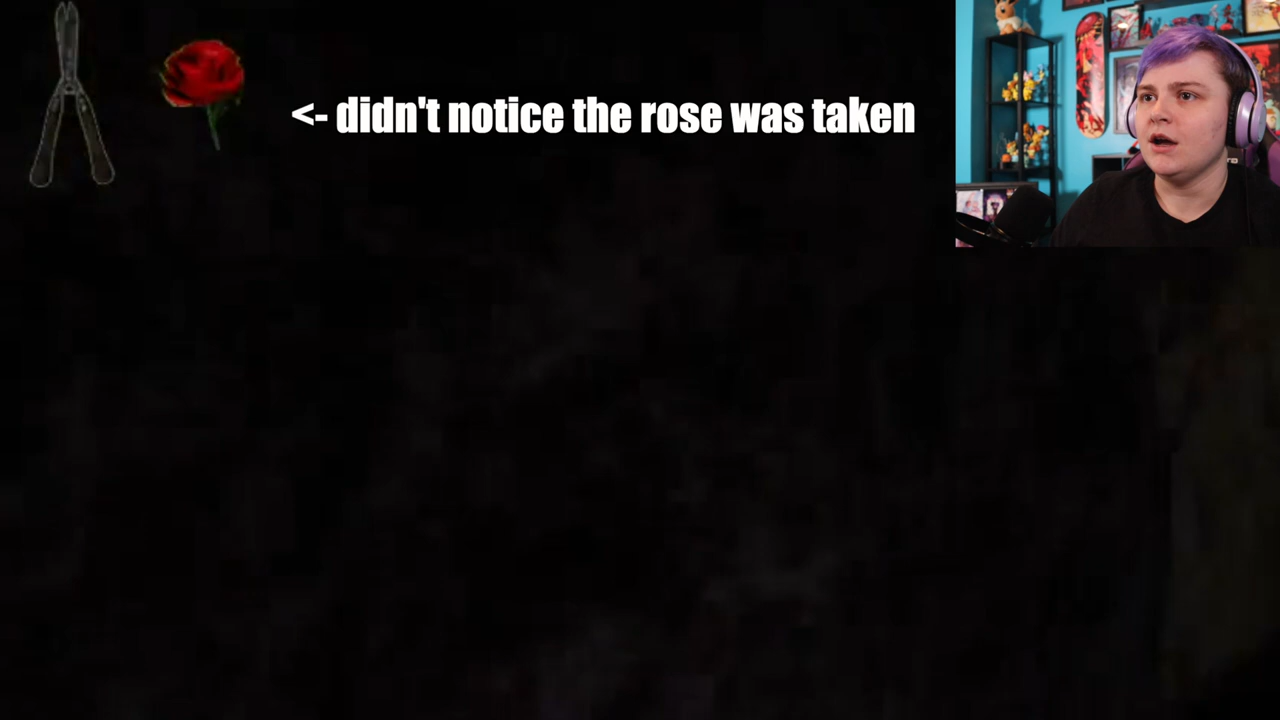 <- didn't notice the rose was taken